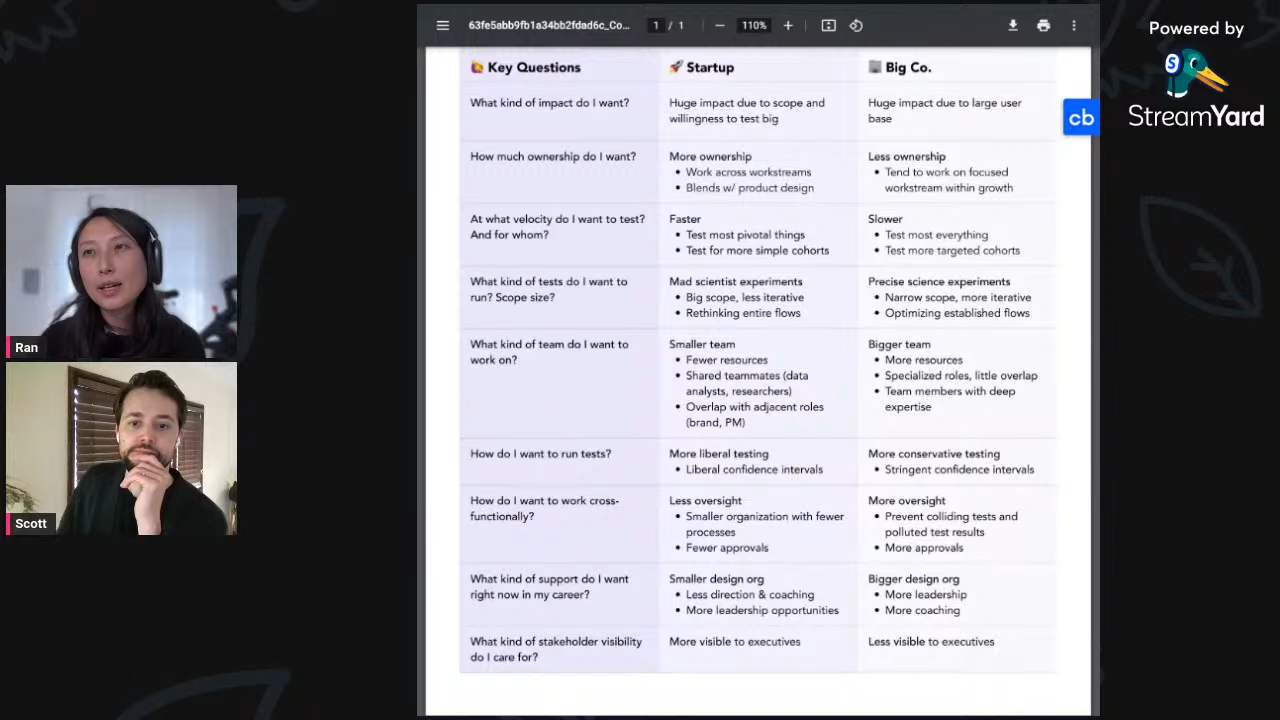 63fe5abb9fb1a34bb2fdad6c_Co...
1 / 1
110%
Powered by
StreamYard
S
cb
Key Questions
Startup
Big Co.
What kind of impact do I want?
Huge impact due to scope and
willingness to test big
Huge impact due to large user
base
How much ownership do I want?
More ownership
• Work across workstreams
• Blends w/ product design
Less ownership
• Tend to work on focused
workstream within growth
At what velocity do I want to test?
And for whom?
Faster
• Test most pivotal things
• Test for more simple cohorts
Slower
• Test most everything
• Test more targeted cohorts
What kind of tests do I want to
run? Scope size?
Mad scientist experiments
• Big scope, less iterative
• Rethinking entire flows
Precise science experiments
• Narrow scope, more iterative
• Optimizing established flows
What kind of team do I want to
work on?
Smaller team
• Fewer resources
• Shared teammates (data
analysts, researchers)
• Overlap with adjacent roles
(brand, PM)
Bigger team
• More resources
• Specialized roles, little overlap
• Team members with deep
expertise
How do I want to run tests?
More liberal testing
• Liberal confidence intervals
More conservative testing
• Stringent confidence intervals
How do I want to work cross-
functionally?
Less oversight
• Smaller organization with fewer
processes
• Fewer approvals
More oversight
• Prevent colliding tests and
polluted test results
• More approvals
What kind of support do I want
right now in my career?
Smaller design org
• Less direction & coaching
• More leadership opportunities
Bigger design org
• More leadership
• More coaching
What kind of stakeholder visibility
do I care for?
More visible to executives
Less visible to executives
Ran
Scott